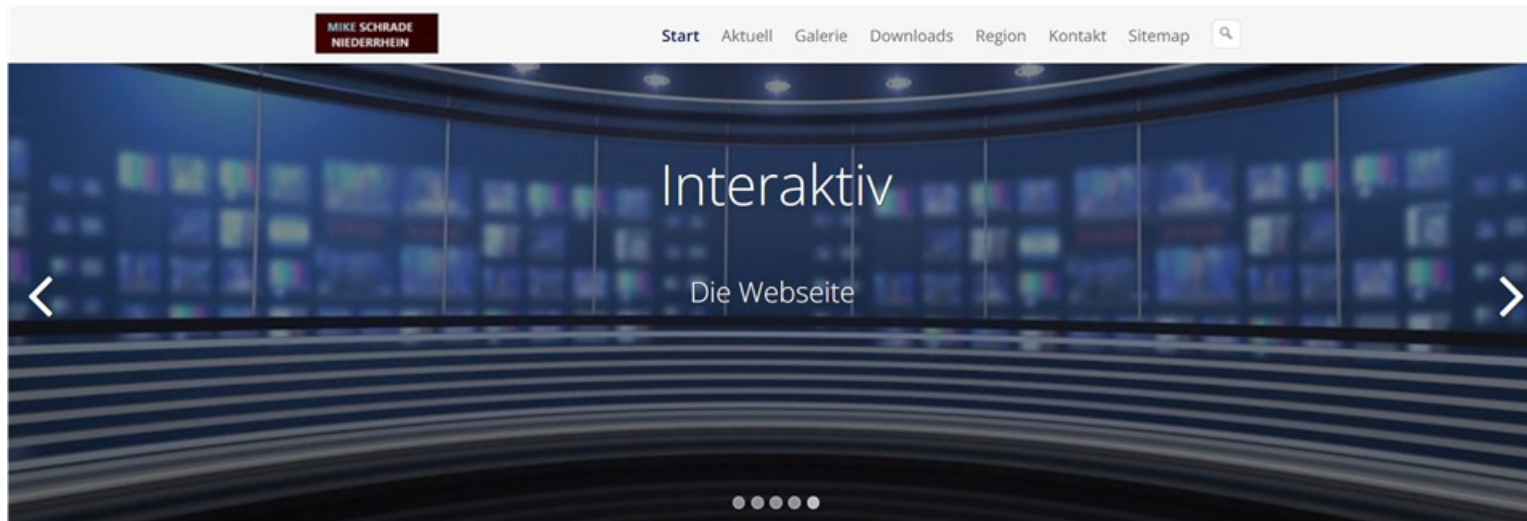 MIKE SCHRADE
NIEDERRHEIN
Start Aktuell Galerie Downloads Region Kontakt Sitemap
Interaktiv
Die Webseite